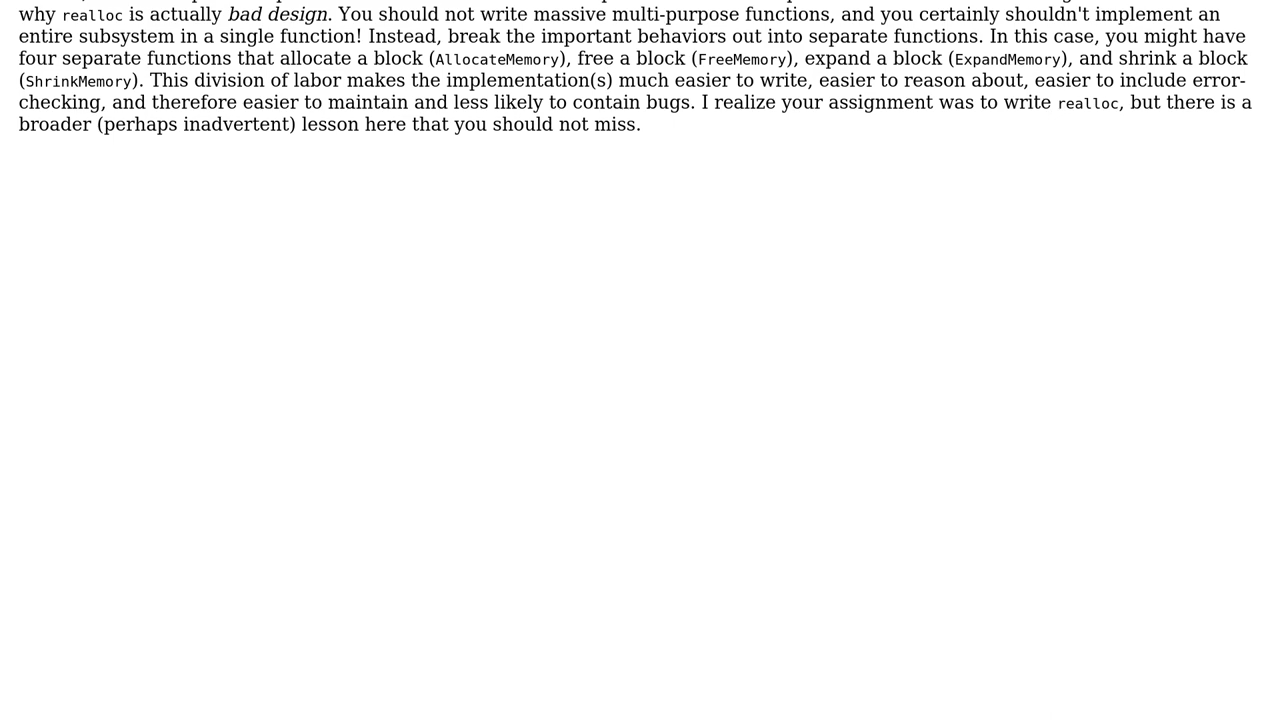 why realloc is actually bad design. You should not write massive multi-purpose functions, and you certainly shouldn't implement an
entire subsystem in a single function! Instead, break the important behaviors out into separate functions. In this case, you might have
four separate functions that allocate a block (AllocateMemory), free a block (FreeMemory), expand a block (ExpandMemory), and shrink a block
(ShrinkMemory). This division of labor makes the implementation(s) much easier to write, easier to reason about, easier to include error-
checking, and therefore easier to maintain and less likely to contain bugs. I realize your assignment was to write realloc, but there is a
broader (perhaps inadvertent) lesson here that you should not miss.